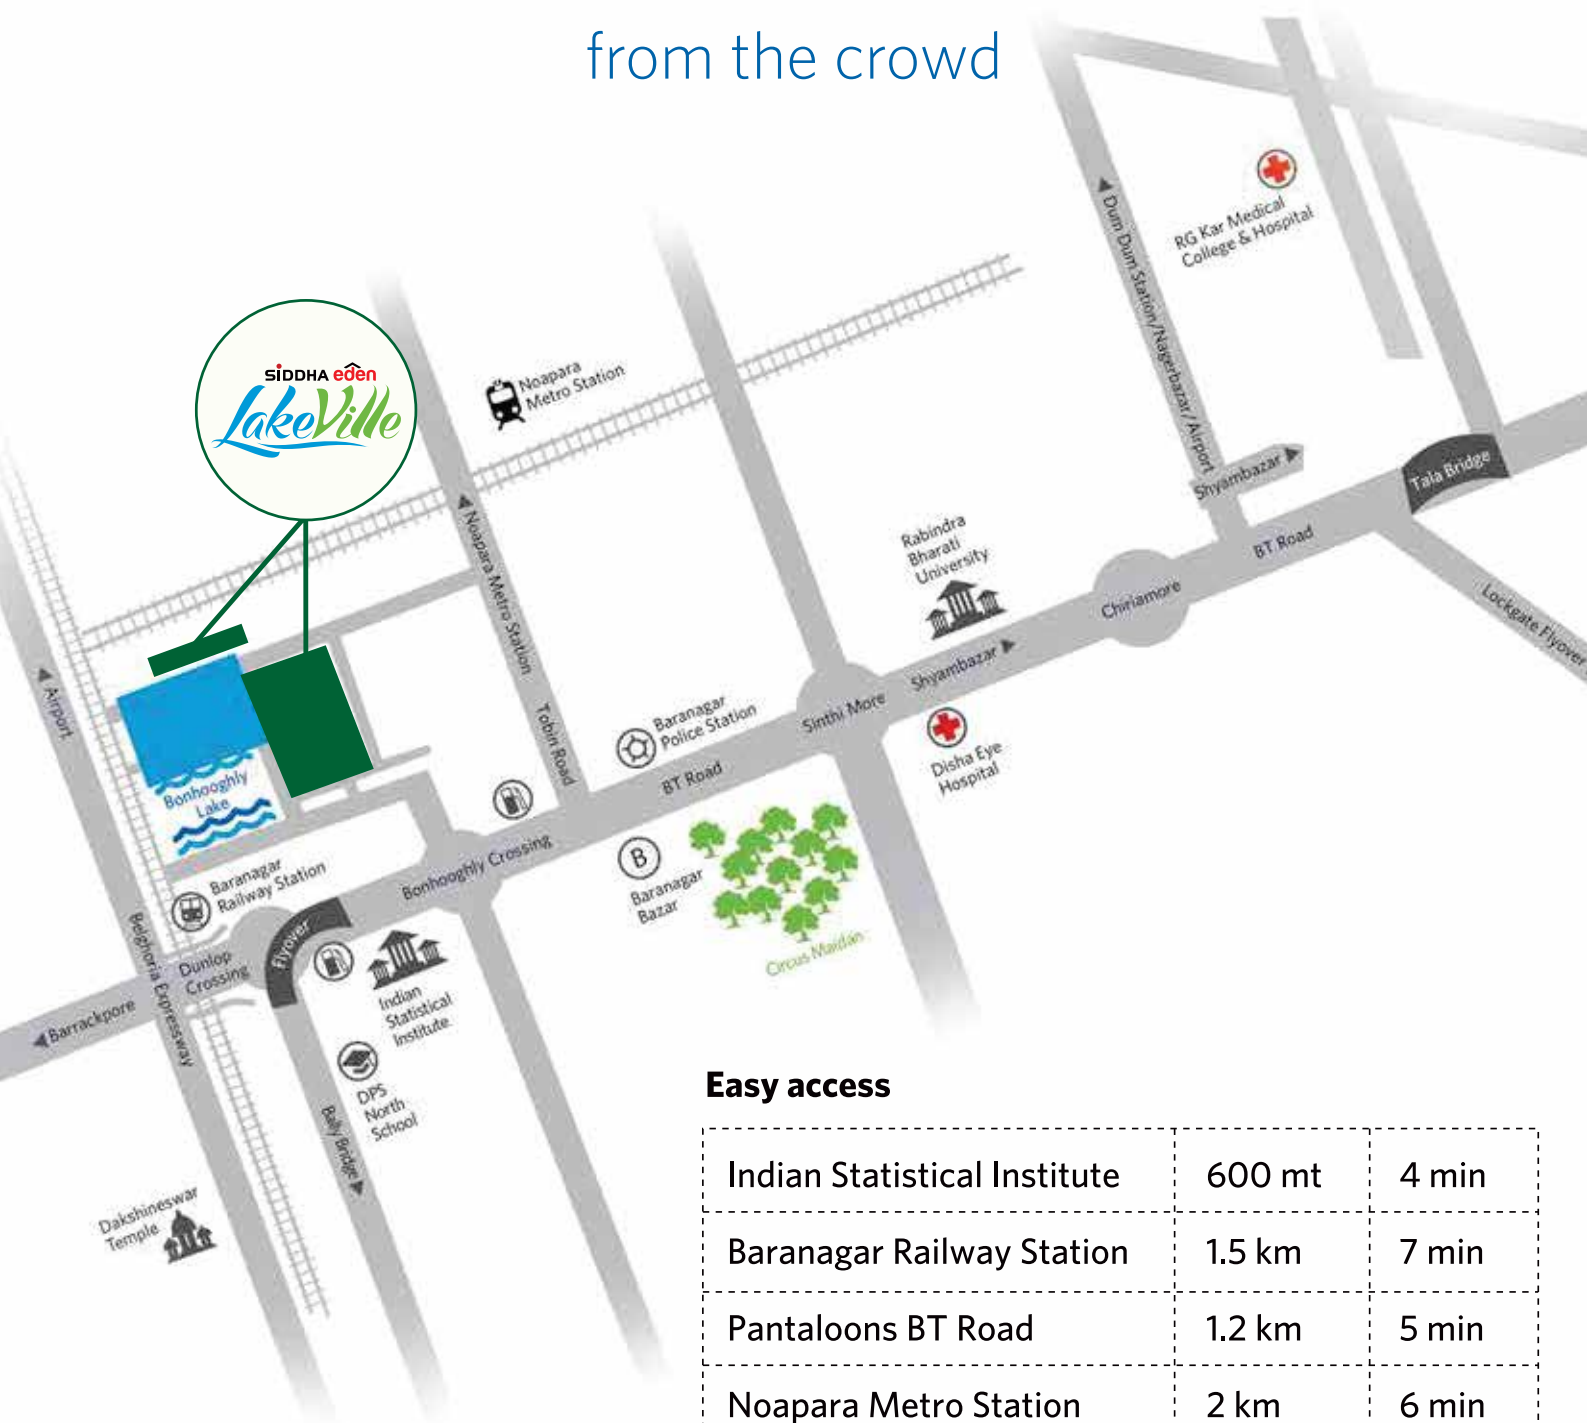 from the crowd
RG Kar Medical
College & Hospital
Dum Dum Station/Nagerbazar/Airport
SiDDHA eden
LakeVille
Noapara
Metro Station
Shyambazar
Tala Bridge
BT Road
Lockgate Flyover
Rabindra
Bharati
University
Chiriamore
Noapara Metro Station
Tobin Road
Shyambazar
Sinthi More
Baranagar
Police Station
BT Road
Disha Eye
Hospital
Airport
Bonhooghly
Lake
Bonhooghly Crossing
B
Baranagar
Bazar
Circus Maidan
Baranagar
Railway Station
Belghoria Expressway
Dunlop
Crossing
Flyover
Indian
Statistical
Institute
Barrackpore
DPS
North
School
Bally Bridge
Dakshineswar
Temple
Easy access
Indian Statistical Institute 600 mt 4 min
Baranagar Railway Station 1.5 km 7 min
Pantaloons BT Road 1.2 km 5 min
Noapara Metro Station 2 km 6 min